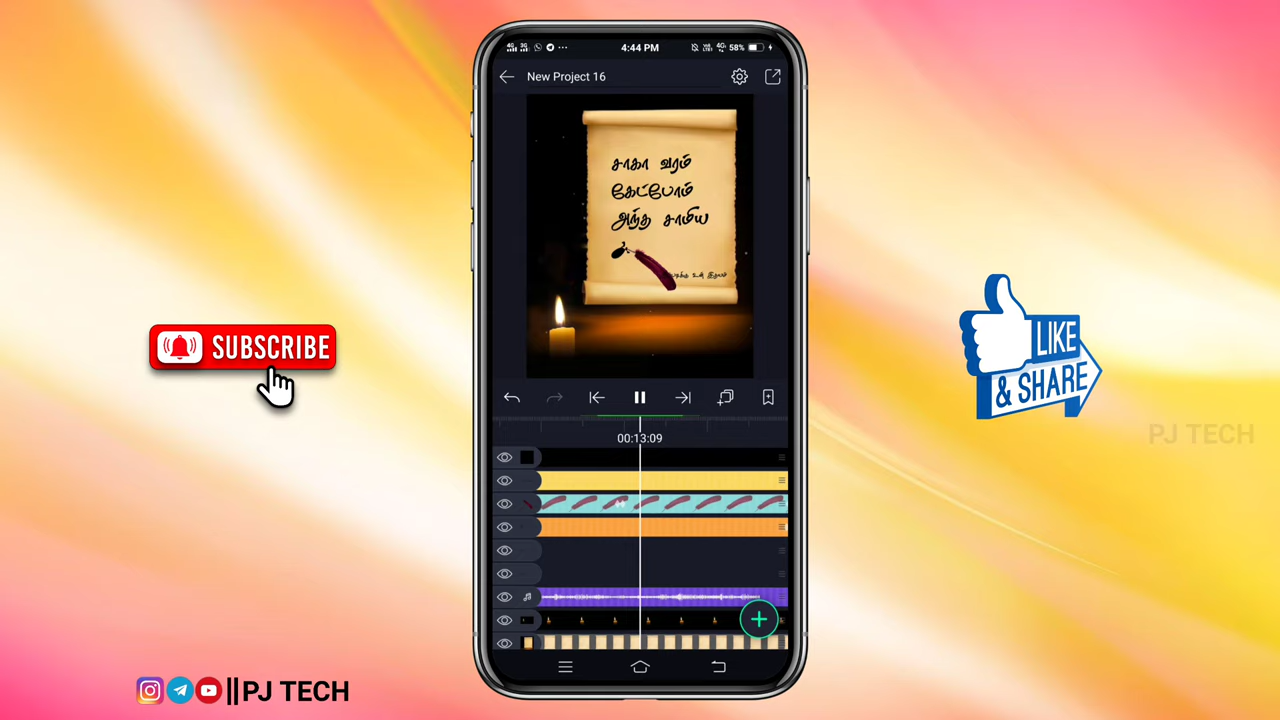 4:44 PM
58%
New Project 16
சாகா வரம்
கேட்போம்
அந்த சாமிய
00:13:09
SUBSCRIBE
LIKE
& SHARE
PJ TECH
||PJ TECH